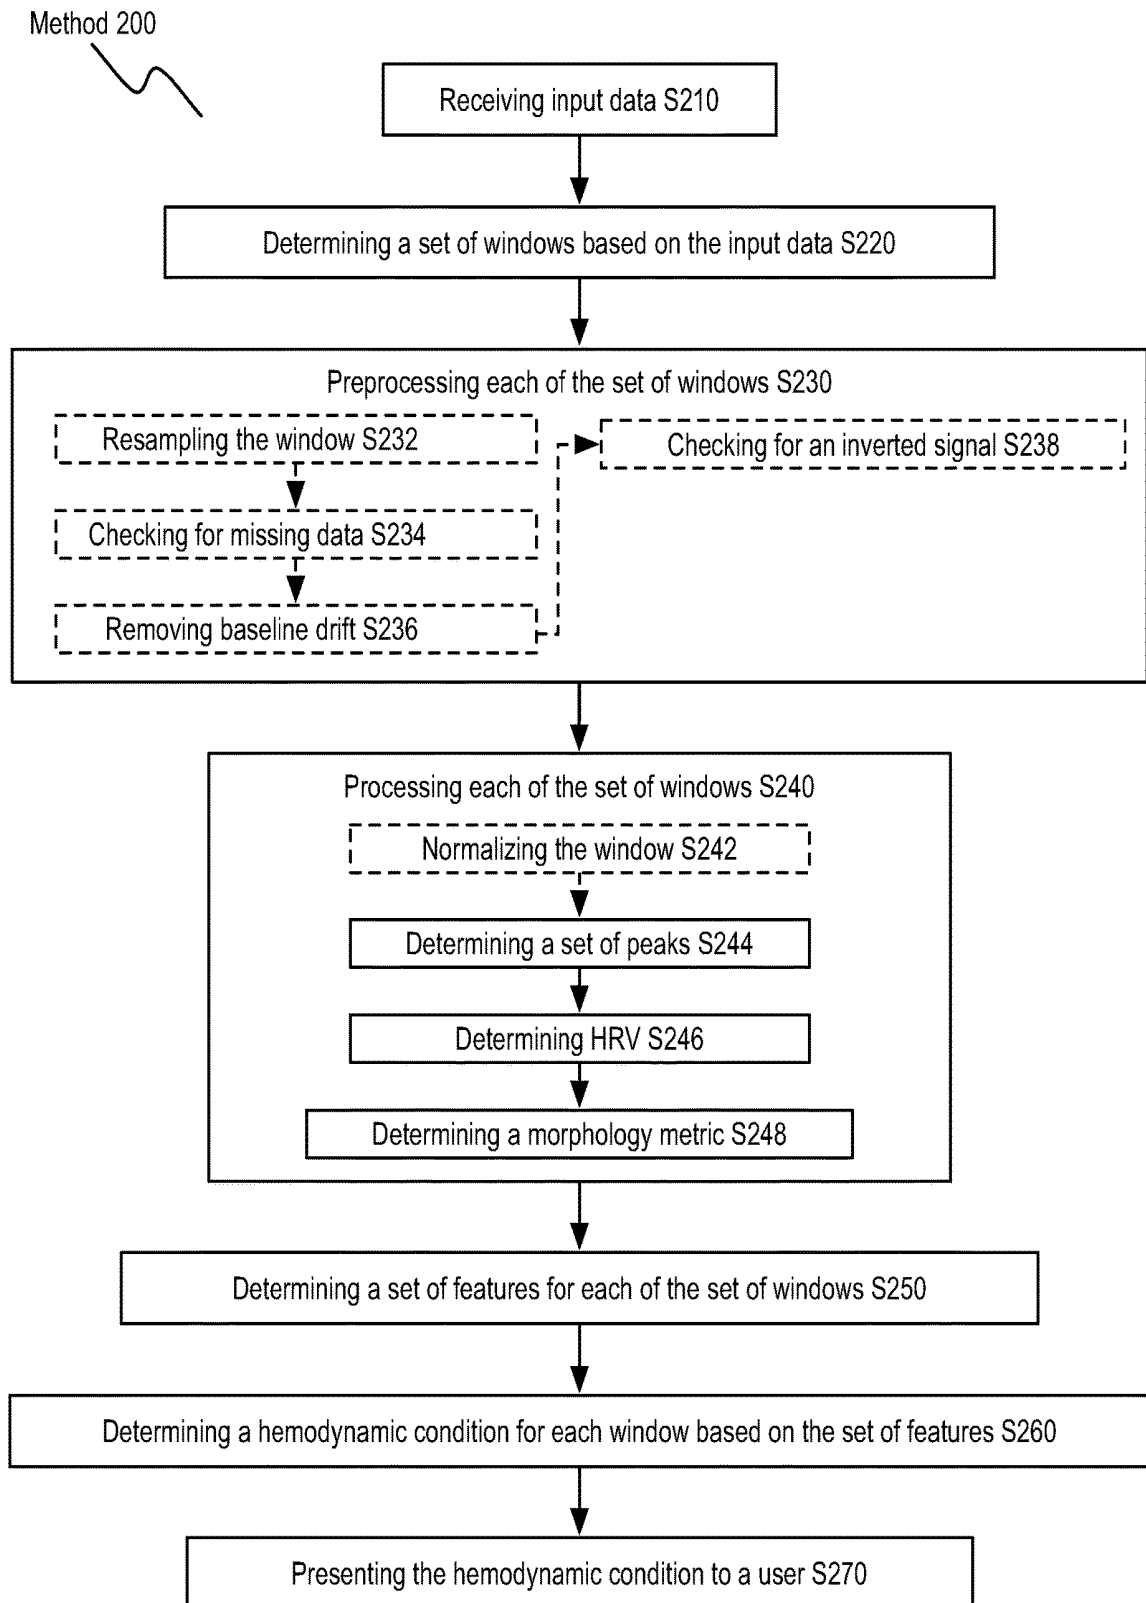 Method 200
Receiving input data S210
Determining a set of windows based on the input data S220
Preprocessing each of the set of windows S230
Resampling the window S232
Checking for missing data S234
Removing baseline drift S236
Checking for an inverted signal S238
Processing each of the set of windows S240
Normalizing the window S242
Determining a set of peaks S244
Determining HRV S246
Determining a morphology metric S248
Determining a set of features for each of the set of windows S250
Determining a hemodynamic condition for each window based on the set of features S260
Presenting the hemodynamic condition to a user S270